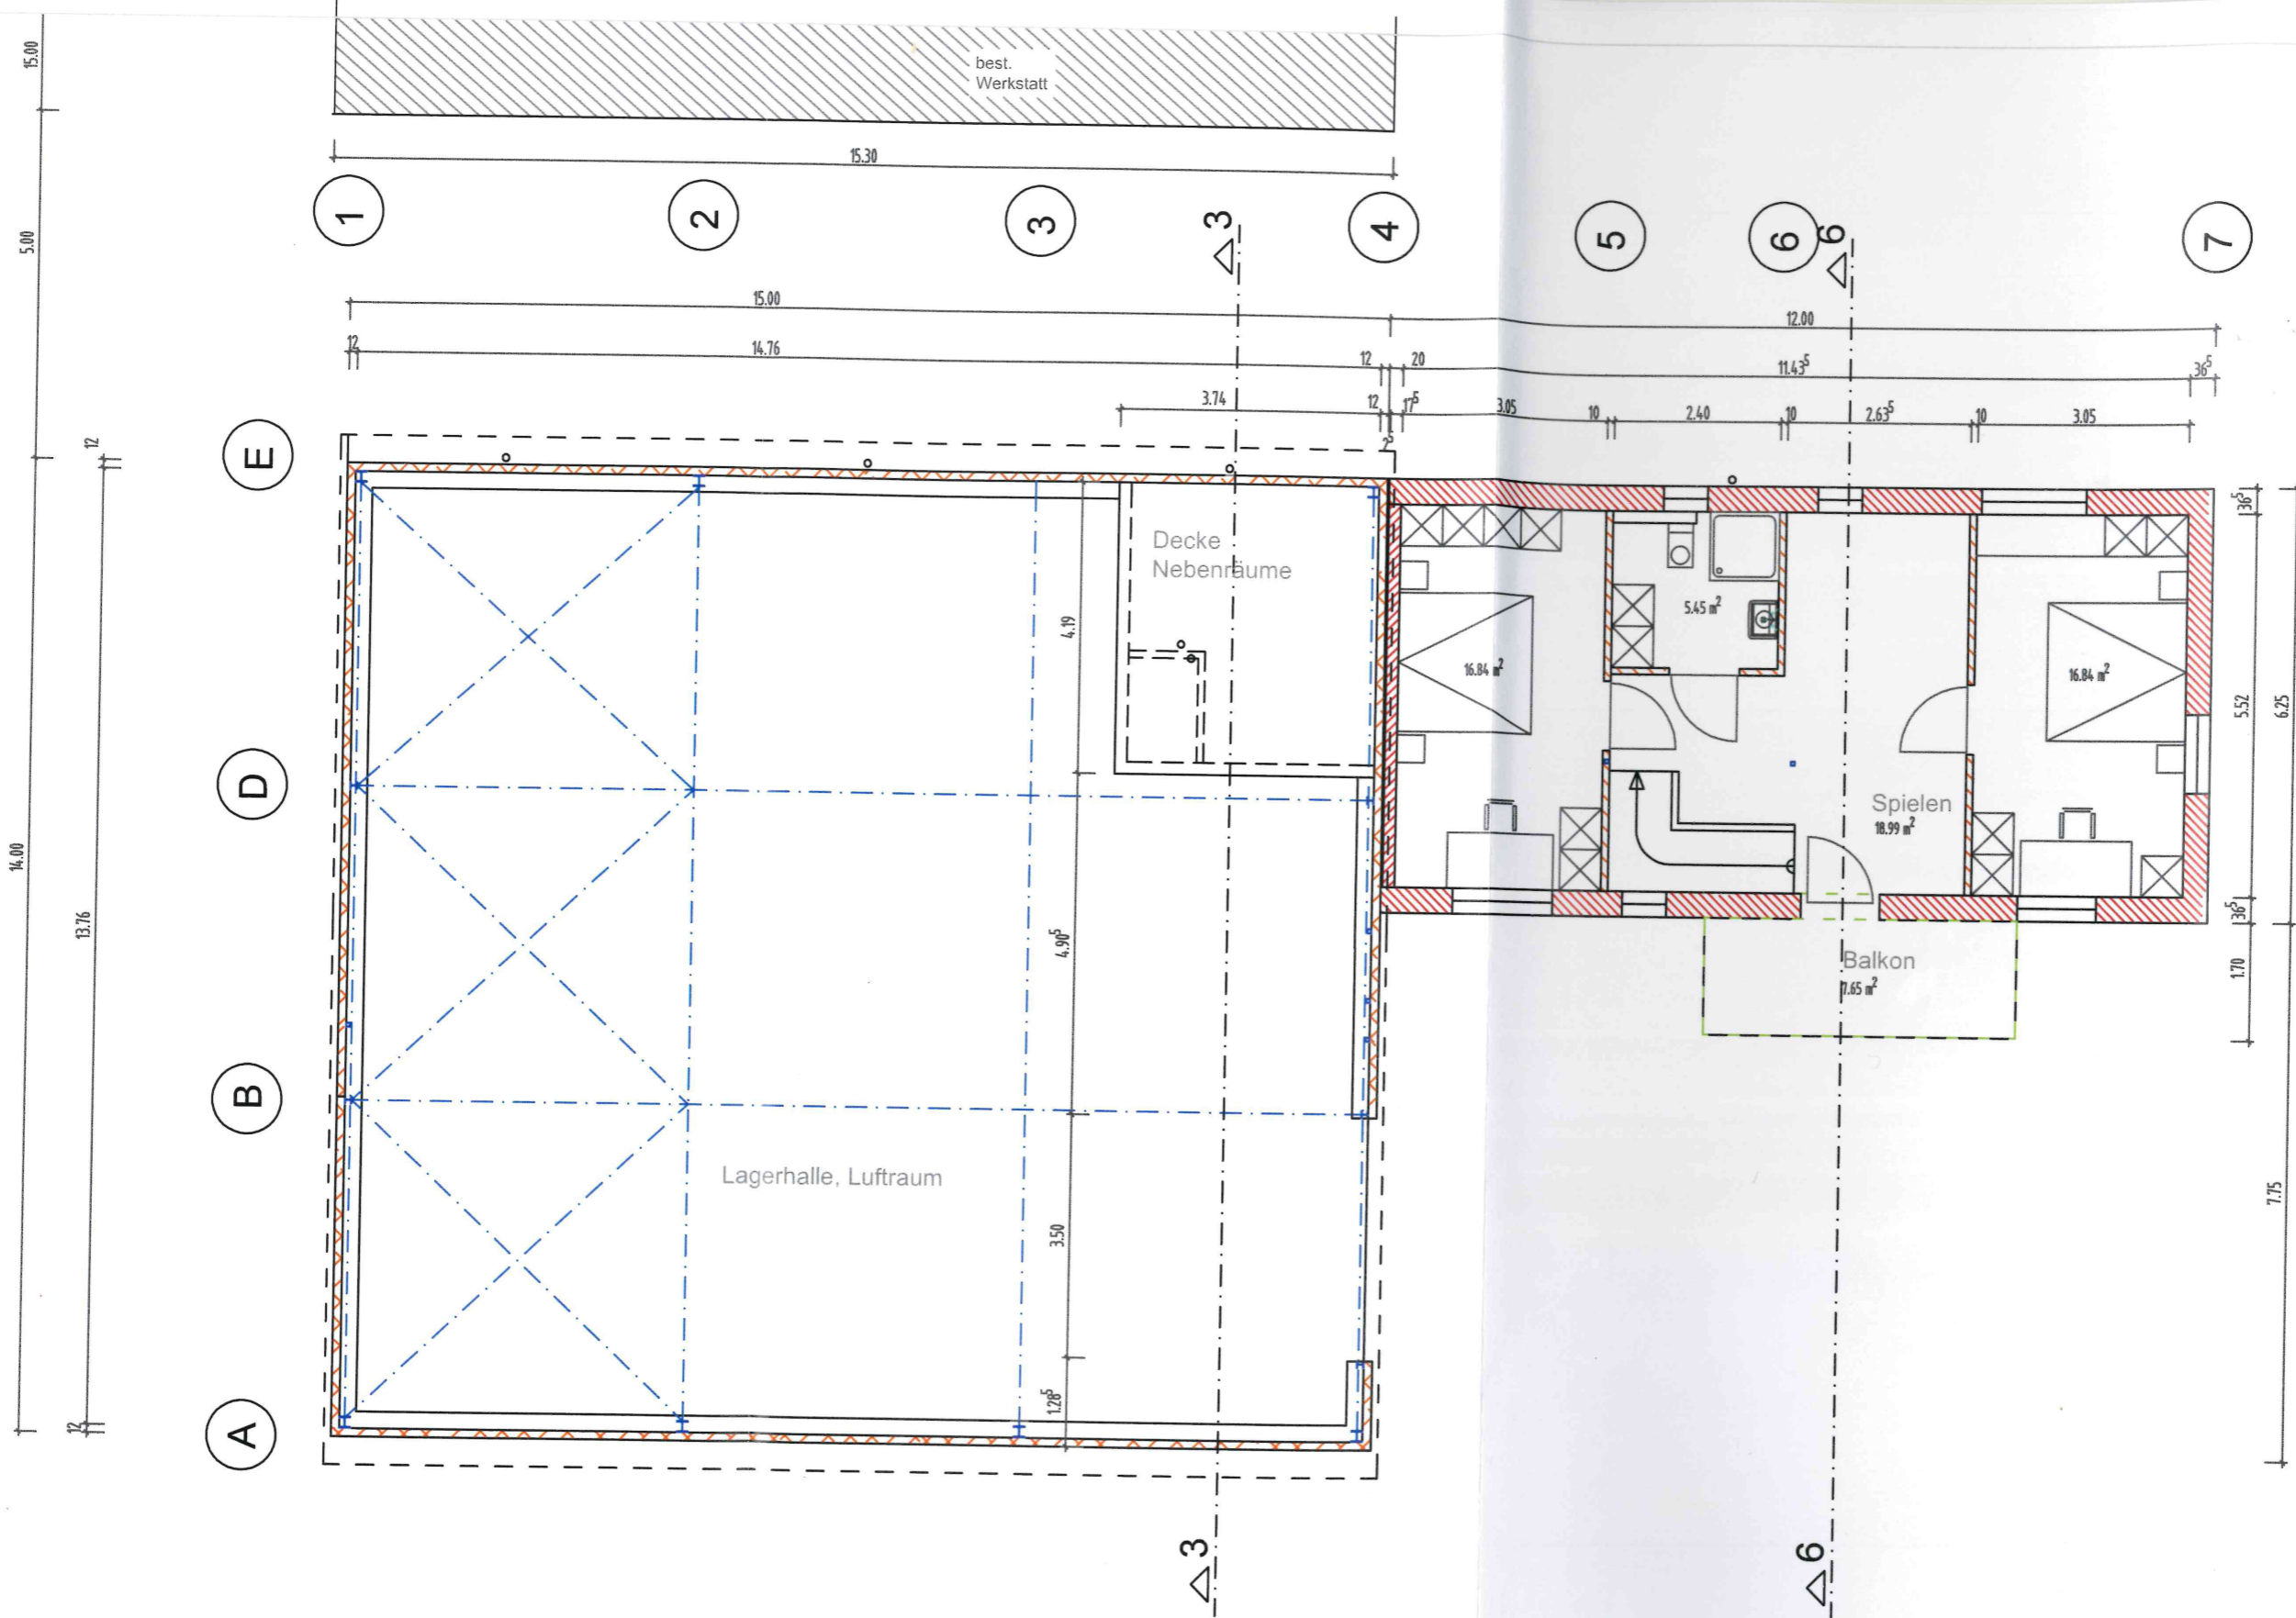 best.
Werkstatt
15.00
5.00
14.00
12
13.76
12
15.30
1
2
3
3
4
5
6
6
7
15.00
12.00
12
14.76
12
20
11.43⁵
36⁵
3.74
12
17⁵
3.05
10
2.40
10
2.63⁵
10
3.05
2⁵
E
D
B
A
Decke
Nebenräume
4.19
4.90⁵
3.50
1.28⁵
Lagerhalle, Luftraum
16.84 m²
5.45 m²
16.84 m²
Spielen
18.99 m²
Balkon
7.65 m²
36⁵
5.52
6.25
36⁵
1.70
7.75
3
6